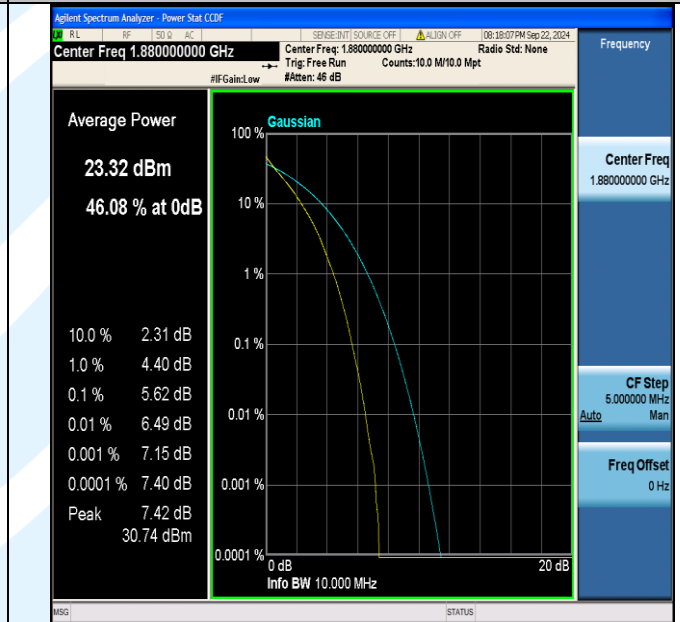 Agilent Spectrum Analyzer - Power Stat CCDF
RL RF 50 Ω AC SENSE:INT SOURCE OFF ALIGN OFF 08:18:07 PM Sep 22, 2024
Center Freq 1.880000000 GHz
Center Freq: 1.880000000 GHz Radio Std: None
Trig: Free Run Counts:10.0 M/10.0 Mpt
#IFGain:Low #Atten: 46 dB
Frequency
Average Power
23.32 dBm
46.08 % at 0dB
10.0 % 2.31 dB
1.0 % 4.40 dB
0.1 % 5.62 dB
0.01 % 6.49 dB
0.001 % 7.15 dB
0.0001 % 7.40 dB
Peak 7.42 dB
30.74 dBm
Gaussian
100 %
10 %
1 %
0.1 %
0.01 %
0.001 %
0.0001 %
0 dB 20 dB
Info BW 10.000 MHz
Center Freq
1.880000000 GHz
CF Step
5.000000 MHz
Auto Man
Freq Offset
0 Hz
MSG STATUS